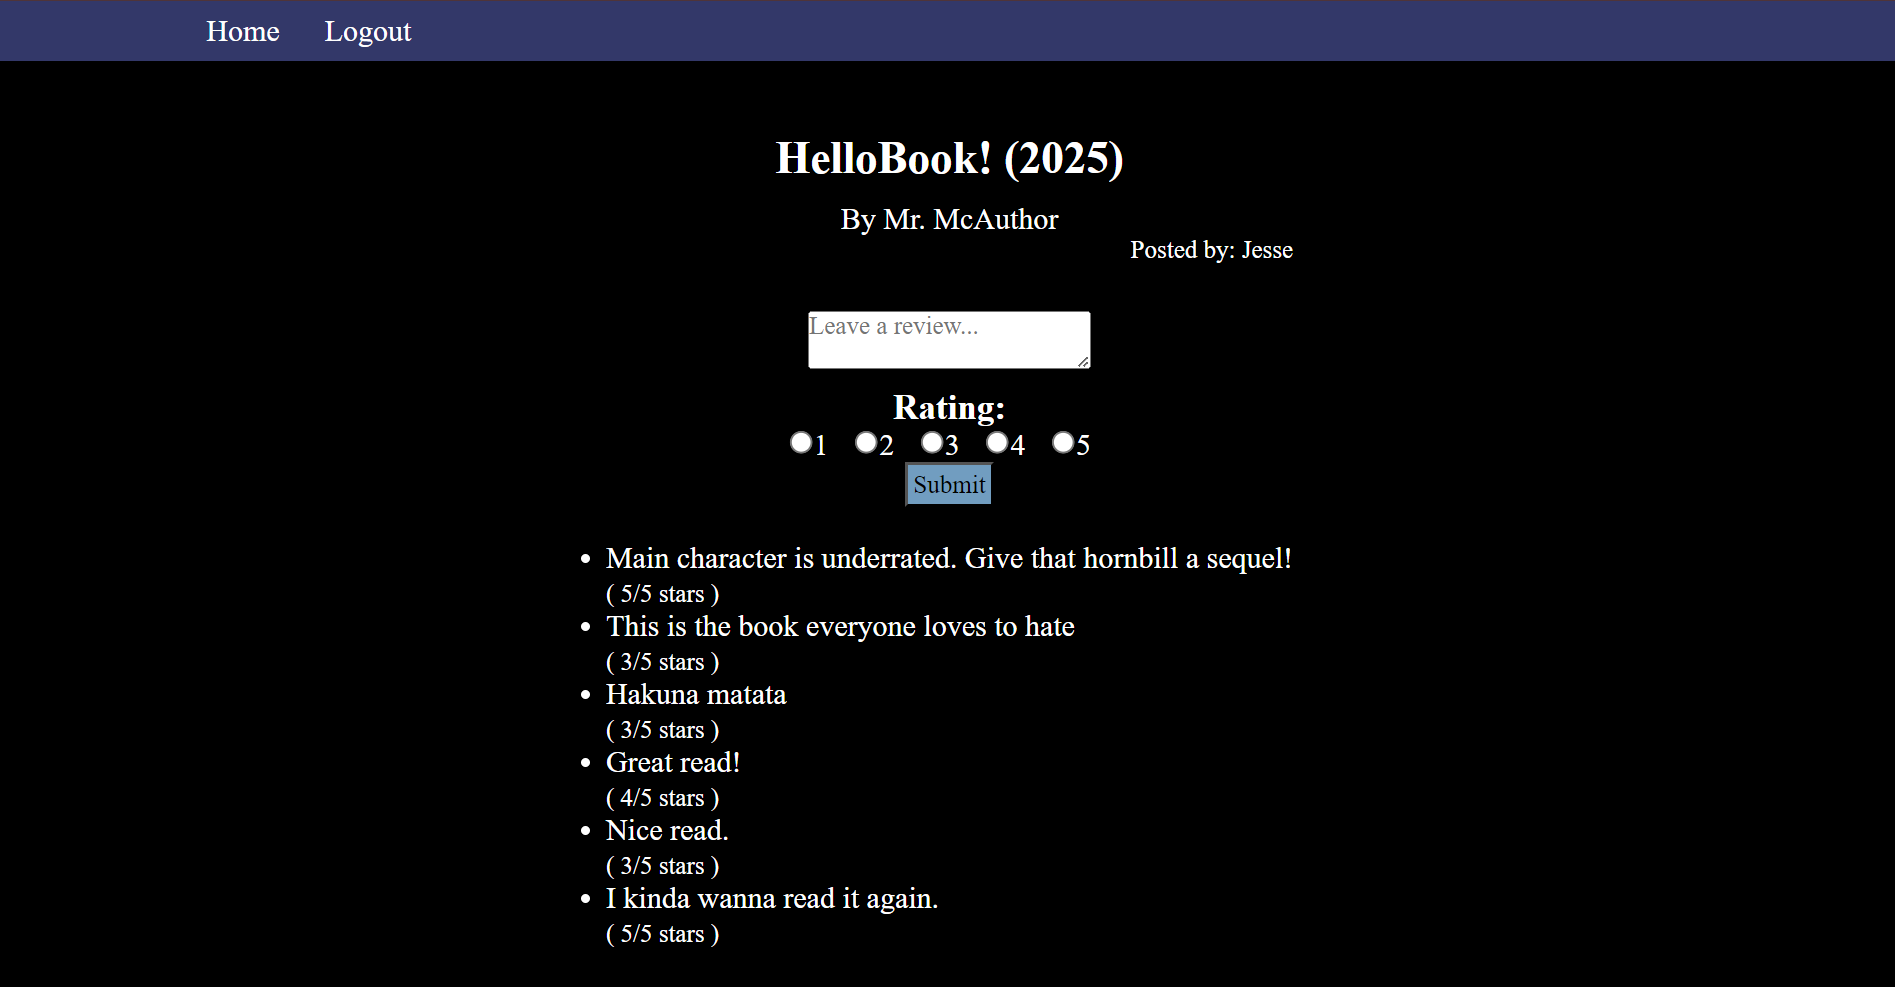 Home Logout
HelloBook! (2025)
By Mr. McAuthor
Posted by: Jesse
Leave a review...
Rating:
1 2 3 4 5
Submit
Main character is underrated. Give that hornbill a sequel!
( 5/5 stars )
This is the book everyone loves to hate
( 3/5 stars )
Hakuna matata
( 3/5 stars )
Great read!
( 4/5 stars )
Nice read.
( 3/5 stars )
I kinda wanna read it again.
( 5/5 stars )